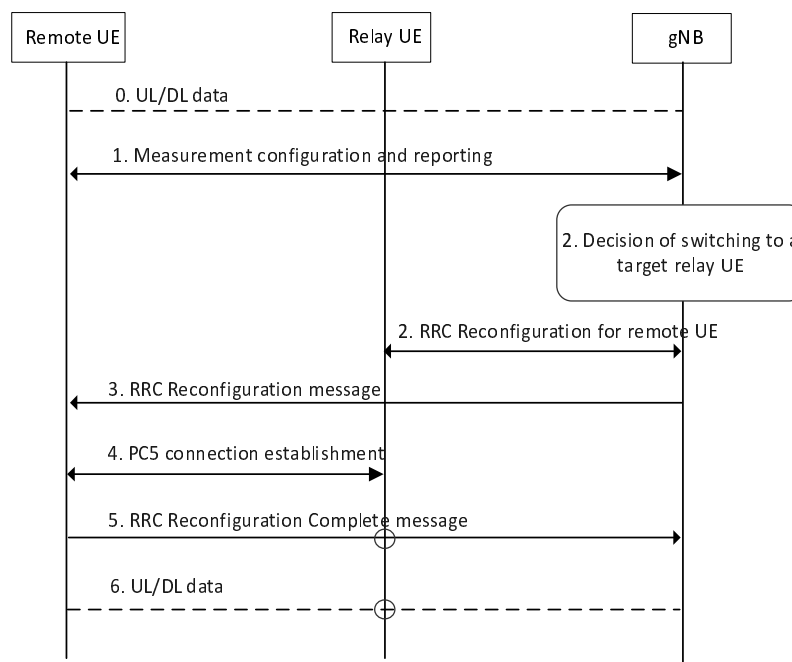 Remote UE
Relay UE
gNB
0. UL/DL data
1. Measurement configuration and reporting
2. Decision of switching to a
target relay UE
2. RRC Reconfiguration for remote UE
3. RRC Reconfiguration message
4. PC5 connection establishment
5. RRC Reconfiguration Complete message
6. UL/DL data